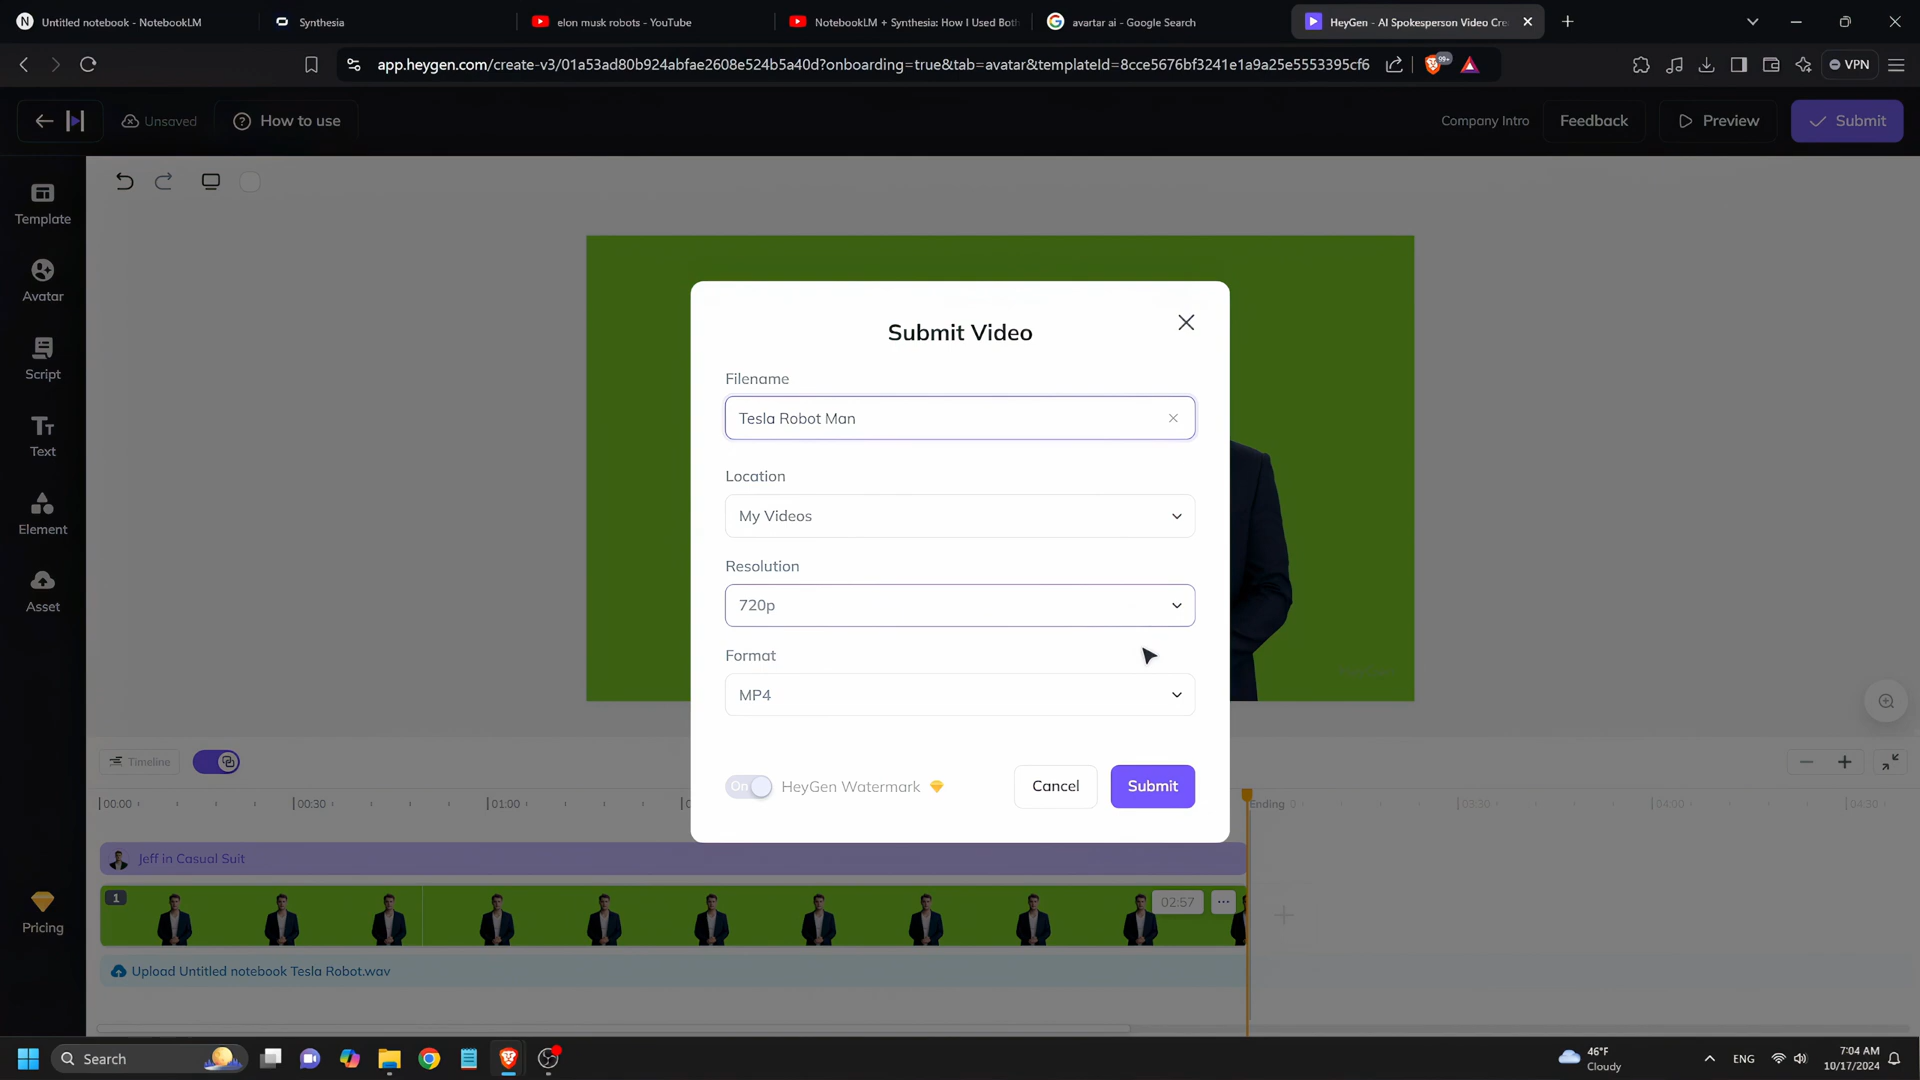 Untitled notebook - NotebookLM
Synthesia
elon musk robots - YouTube
NotebookLM + Synthesia: How I Used Both
avartar ai - Google Search
HeyGen - AI Spokesperson Video Cre
app.heygen.com/create-v3/01a53ad80b924abfae2608e524b5a40d?onboarding=true&tab=avatar&templateId=8cce5676bf3241e1a9a25e5553395cf6
99+
VPN
Unsaved
How to use
Company Intro
Feedback
Preview
Submit
Template
Avatar
Script
Text
Element
Asset
Pricing
Submit Video
Filename
Tesla Robot Man
Location
My Videos
Resolution
720p
Format
MP4
On
HeyGen Watermark
Cancel
Submit
Timeline
00:00
00:30
01:00
Ending
03:30
04:00
04:30
Jeff in Casual Suit
1
02:57
Upload Untitled notebook Tesla Robot.wav
Search
46°F
Cloudy
ENG
7:04 AM
10/17/2024